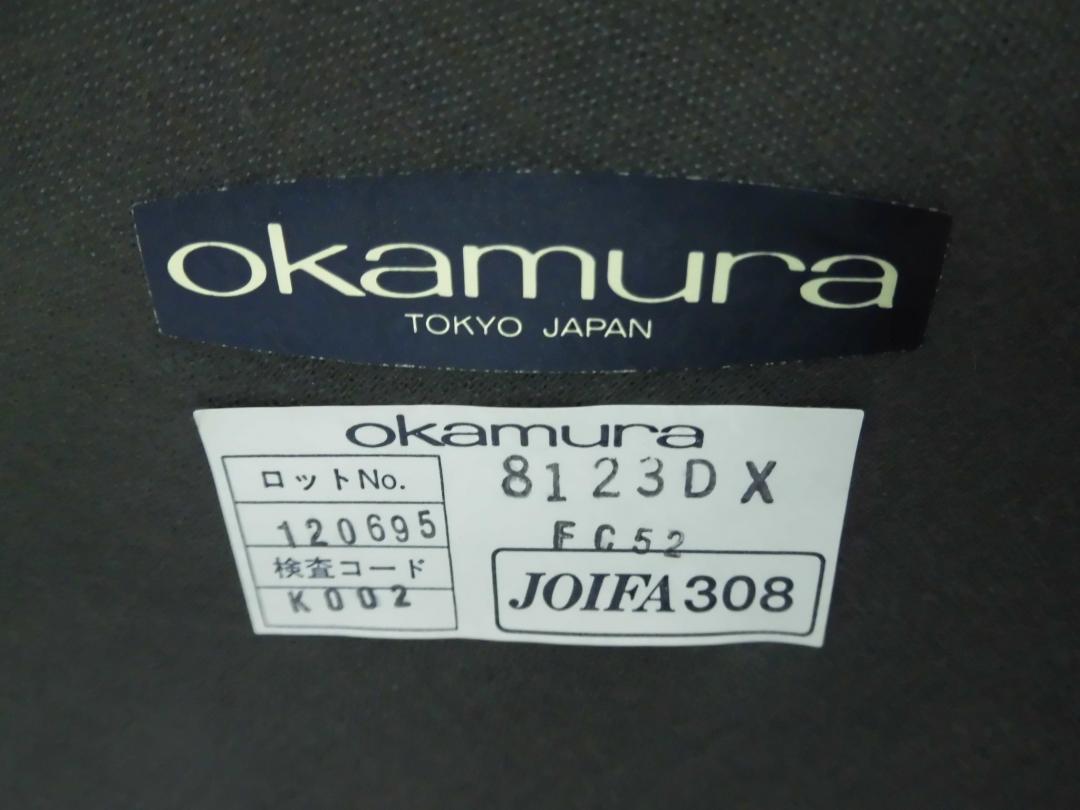 okamura
TOKYO JAPAN
okamura
ロットNo.
120695
検査コード
K002
8123DX
FC52
JOIFA308